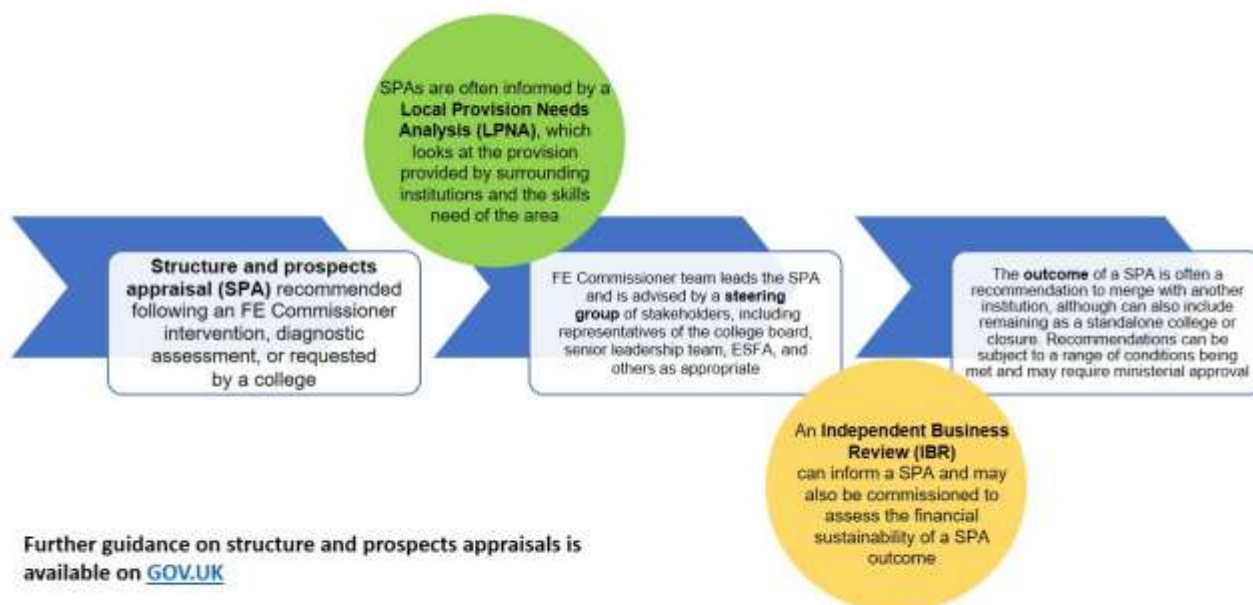 SPAs are often informed by a
Local Provision Needs
Analysis (LPNA), which
looks at the provision
provided by surrounding
institutions and the skills
need of the area
Structure and prospects
appraisal (SPA) recommended
following an FE Commissioner
intervention, diagnostic
assessment, or requested
by a college
FE Commissioner team leads the SPA
and is advised by a steering
group of stakeholders, including
representatives of the college board,
senior leadership team, ESFA, and
others as appropriate
The outcome of a SPA is often a
recommendation to merge with another
institution, although can also include
remaining as a standalone college or
closure. Recommendations can be
subject to a range of conditions being
met and may require ministerial approval
An Independent Business
Review (IBR)
can inform a SPA and may
also be commissioned to
assess the financial
sustainability of a SPA
outcome
Further guidance on structure and prospects appraisals is
available on GOV.UK